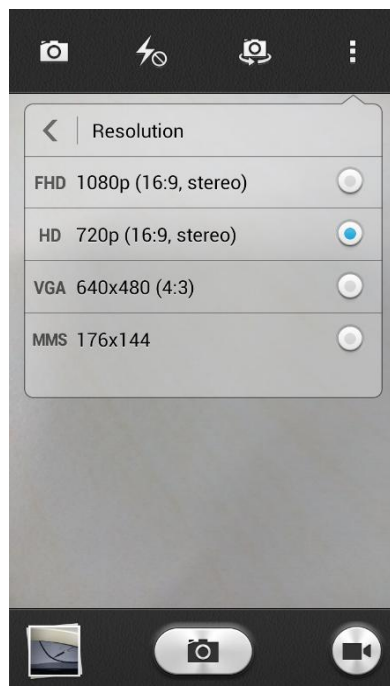 Resolution
FHD 1080p (16:9, stereo)
HD 720p (16:9, stereo)
VGA 640x480 (4:3)
MMS 176x144